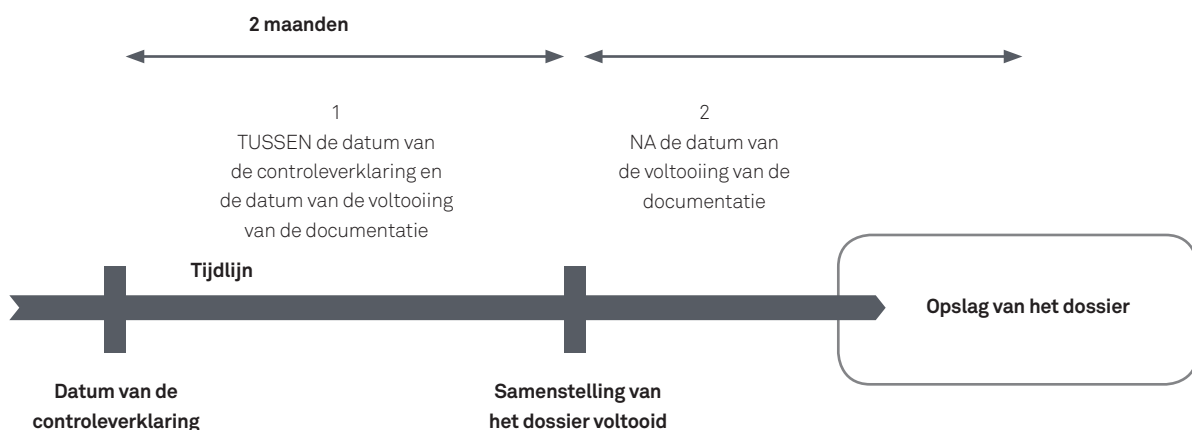 2 maanden
1
TUSSEN de datum van
de controleverklaring en
de datum van de voltooiing
van de documentatie
2
NA de datum van
de voltooiing van de
documentatie
Tijdlijn
Opslag van het dossier
Datum van de
controleverklaring
Samenstelling van
het dossier voltooid